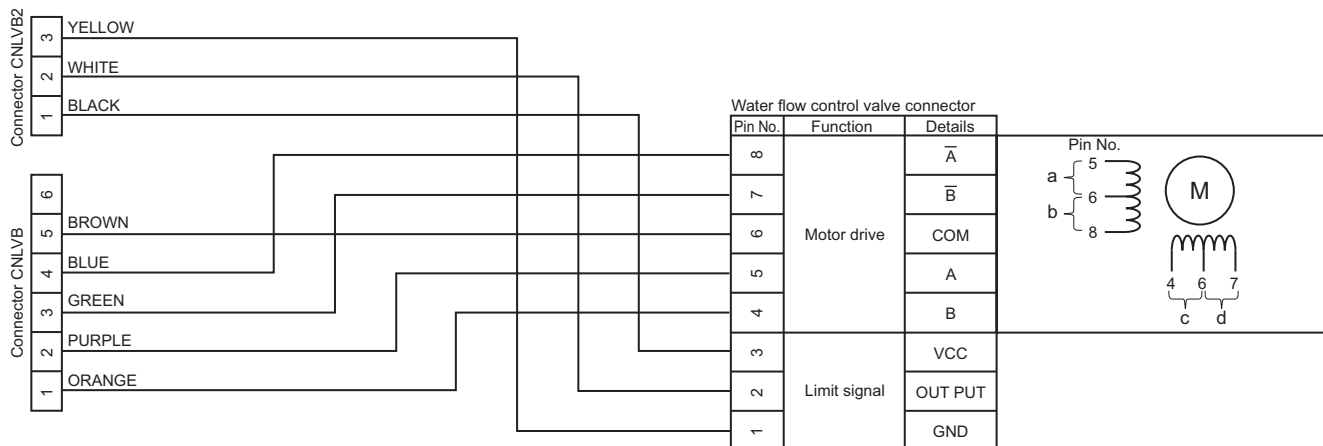 Connector CNLVB2
3 YELLOW
2 WHITE
1 BLACK
Connector CNLVB
6
5 BROWN
4 BLUE
3 GREEN
2 PURPLE
1 ORANGE
Water flow control valve connector
Pin No. Function Details
8 A̅
7 B̅
6 Motor drive COM
5 A
4 B
3 VCC
2 Limit signal OUT PUT
1 GND
Pin No.
5
a
6
b
8
M
4 6 7
c d